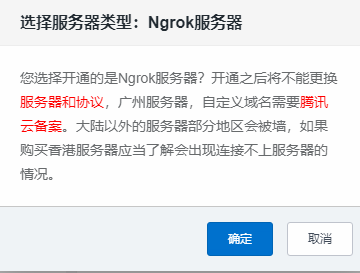 选择服务器类型：Ngrok服务器
您选择开通的是Ngrok服务器？开通之后将不能更换
服务器和协议，广州服务器，自定义域名需要腾讯
云备案。大陆以外的服务器部分地区会被墙，如果
购买香港服务器应当了解会出现连接不上服务器的
情况。
确定
取消